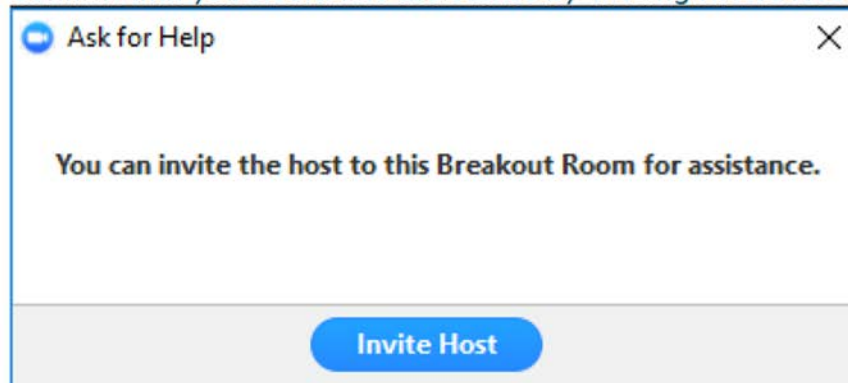 Ask for Help
You can invite the host to this Breakout Room for assistance.
Invite Host